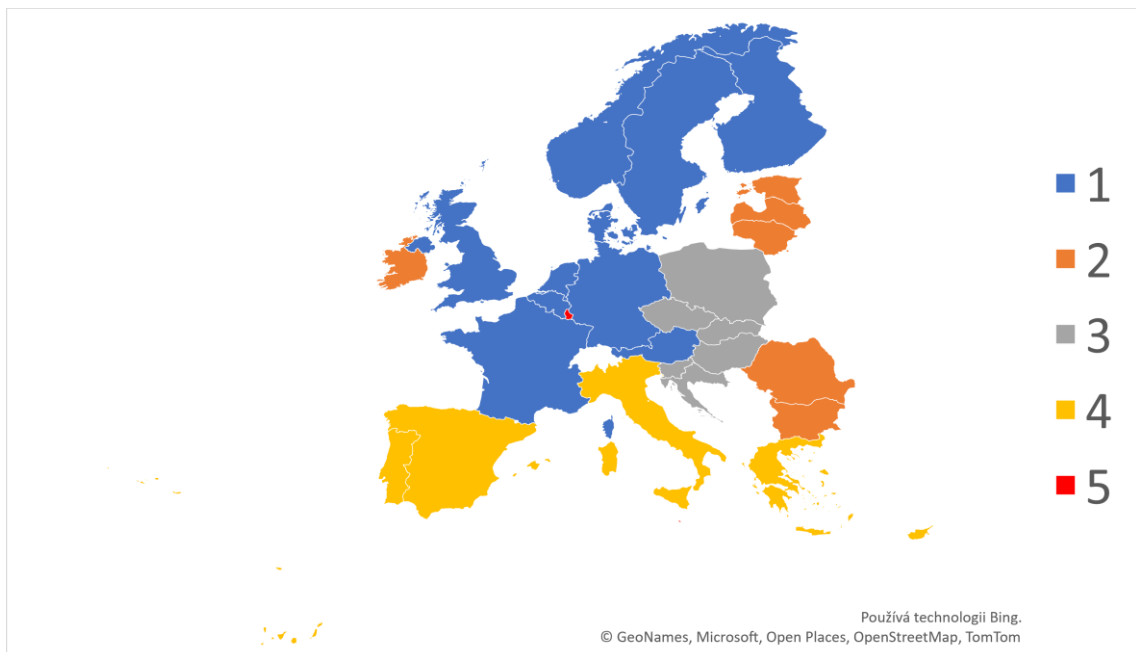 1
2
3
4
5
Používá technologii Bing.
© GeoNames, Microsoft, Open Places, OpenStreetMap, TomTom